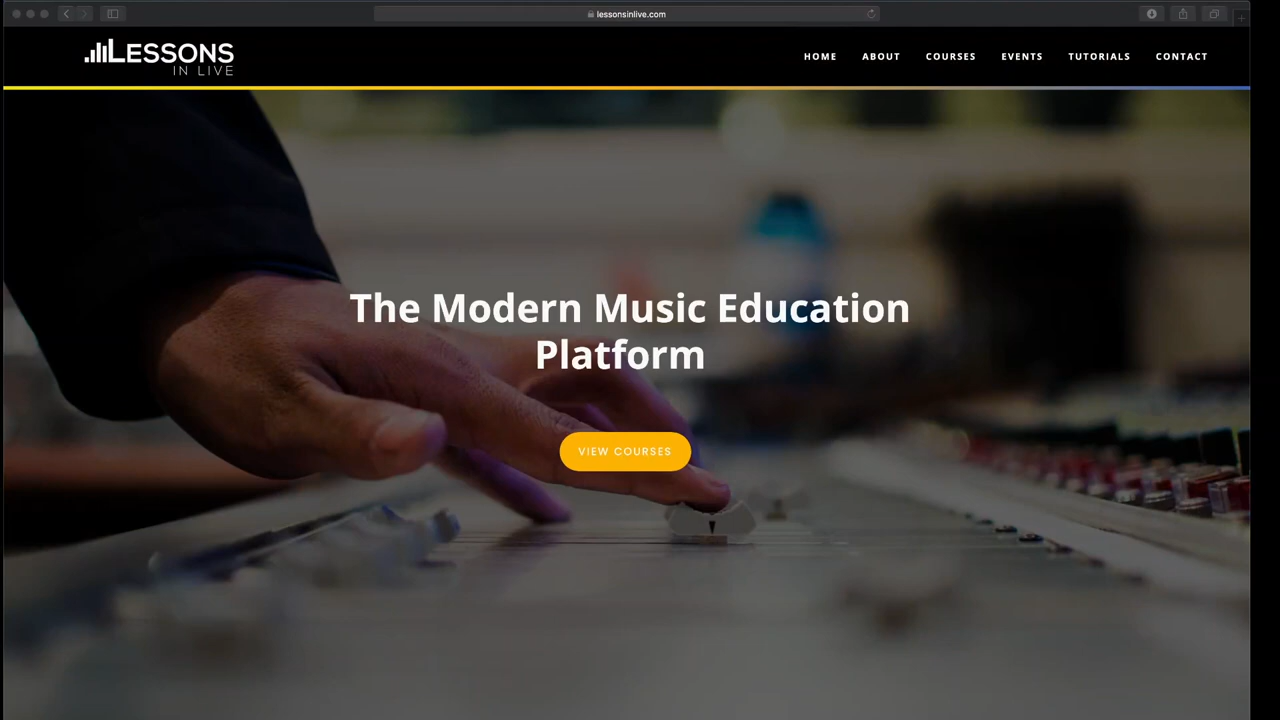 lessonsinlive.com
LESSONS
IN LIVE
HOME ABOUT COURSES EVENTS TUTORIALS CONTACT
The Modern Music Education
Platform
VIEW COURSES